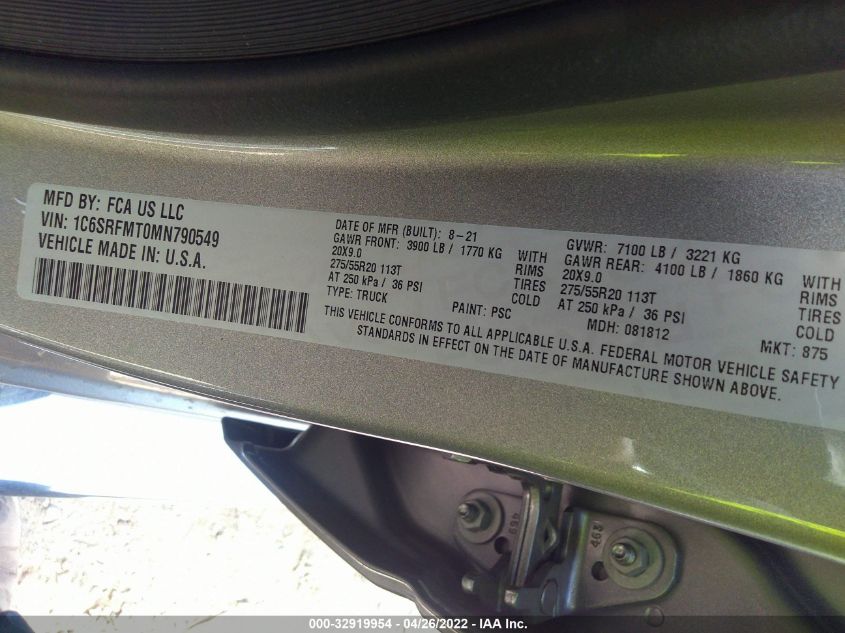 MFD BY: FCA US LLC
VIN: 1C6SRFMT0MN790549
VEHICLE MADE IN U.S.A.
DATE OF MFR (BUILT): 8-21
GAWR FRONT: 3900 LB / 1770 KG WITH
20X9.0 RIMS
275/55R20 113T TIRES
AT 250 kPa / 36 PSI COLD
TYPE: TRUCK
PAINT: PSC
GVWR: 7100 LB / 3221 KG
GAWR REAR: 4100 LB / 1860 KG WITH
20X9.0 RIMS
275/55R20 113T TIRES
AT 250 kPa / 36 PSI COLD
MDH: 081812
MKT: 875
THIS VEHICLE CONFORMS TO ALL APPLICABLE U.S.A. FEDERAL MOTOR VEHICLE SAFETY
STANDARDS IN EFFECT ON THE DATE OF MANUFACTURE SHOWN ABOVE.
469
463
000-32919954 - 04/26/2022 - IAA Inc.